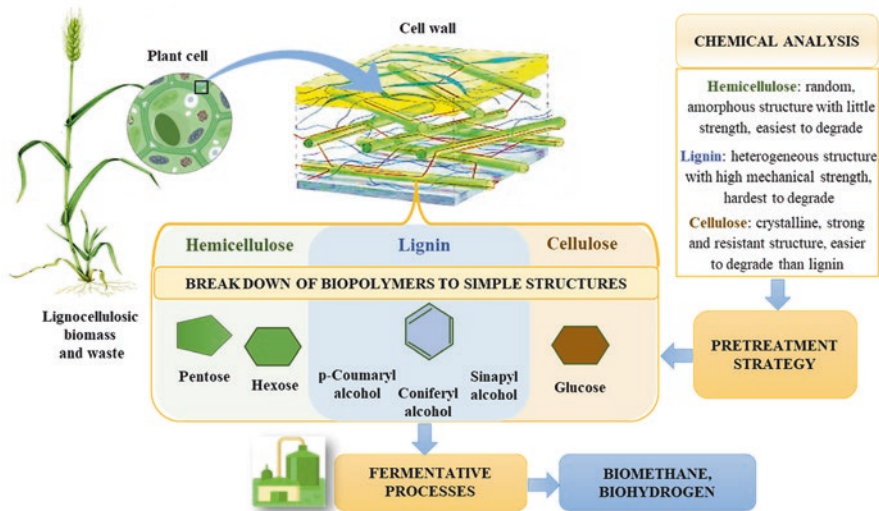 Plant cell
Cell wall
Lignocellulosic
biomass
and waste
Hemicellulose
Lignin
Cellulose
BREAK DOWN OF BIOPOLYMERS TO SIMPLE STRUCTURES
Pentose
Hexose
p-Coumaryl
alcohol
Coniferyl
alcohol
Sinapyl
alcohol
Glucose
CHEMICAL ANALYSIS
Hemicellulose: random,
amorphous structure with little
strength, easiest to degrade
Lignin: heterogeneous structure
with high mechanical strength,
hardest to degrade
Cellulose: crystalline, strong
and resistant structure, easier
to degrade than lignin
PRETREATMENT
STRATEGY
FERMENTATIVE
PROCESSES
BIOMETHANE,
BIOHYDROGEN